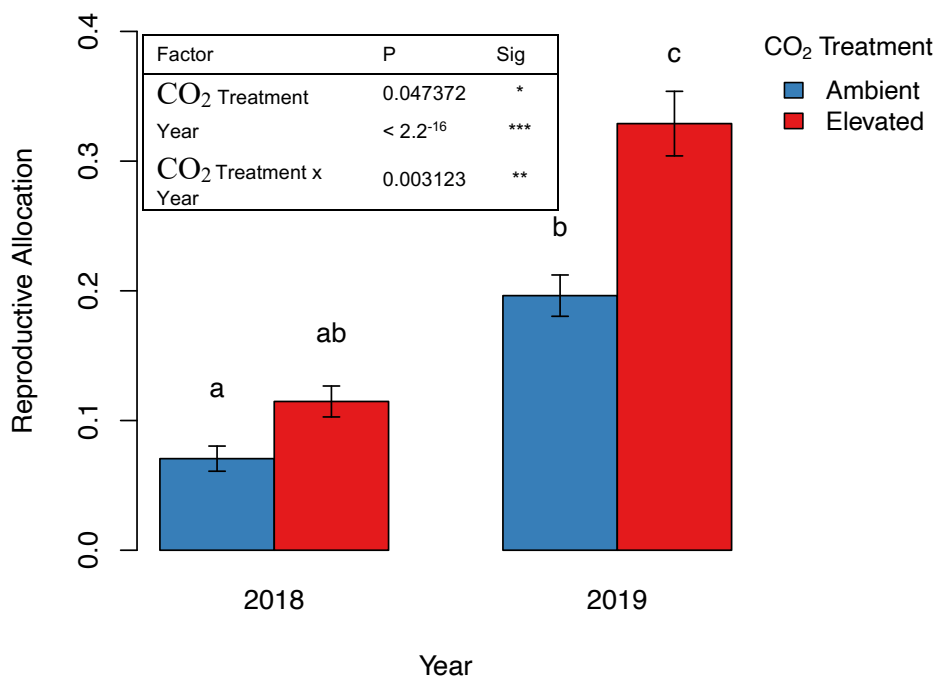 0.4
0.3
0.2
0.1
0.0
Reproductive Allocation
Factor P Sig
CO₂ Treatment 0.047372 *
Year < 2.2⁻¹⁶ ***
CO₂ Treatment x 0.003123 **
Year
CO₂ Treatment
Ambient
Elevated
a
ab
b
c
2018 2019
Year